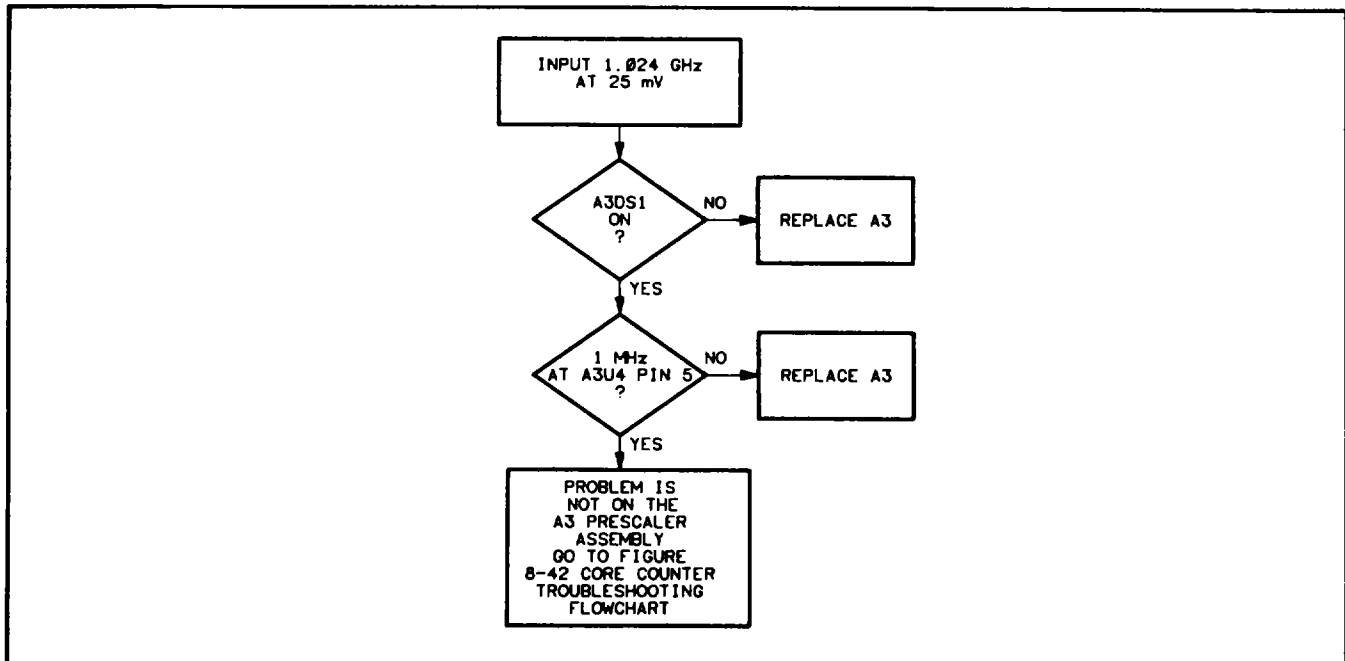 INPUT 1.024 GHz
AT 25 mV
A3DS1
ON
?
NO
REPLACE A3
YES
1 MHz
AT A3U4 PIN 5
?
NO
REPLACE A3
YES
PROBLEM IS
NOT ON THE
A3 PRESCALER
ASSEMBLY
GO TO FIGURE
8-42 CORE COUNTER
TROUBLESHOOTING
FLOWCHART